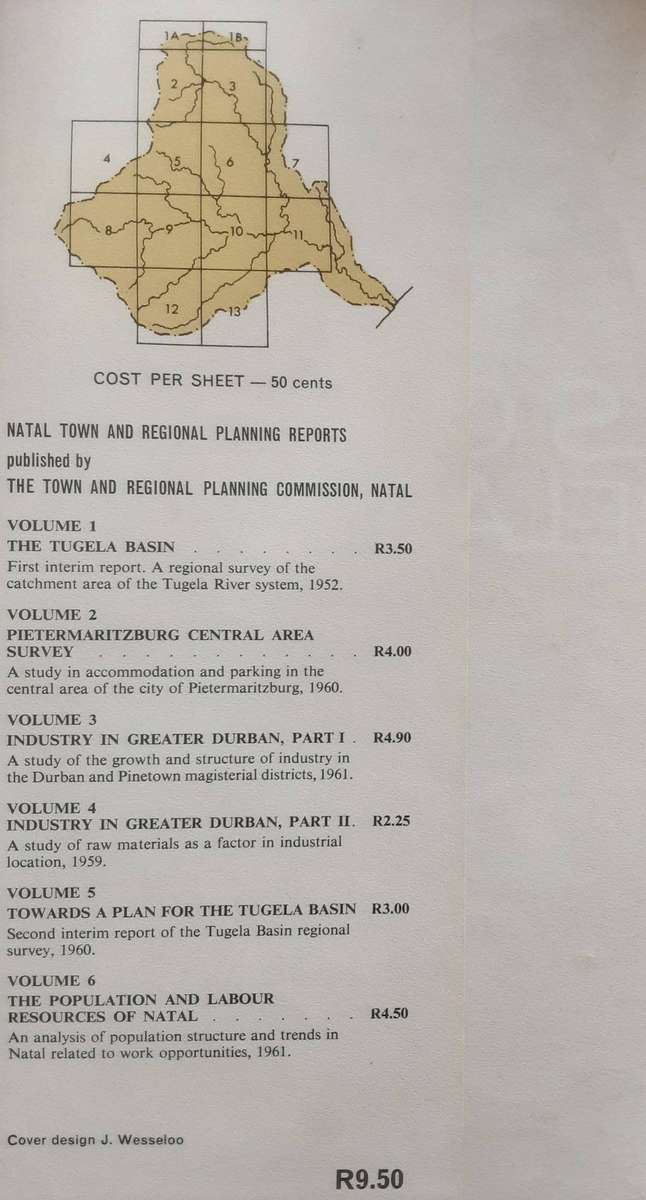 1A 1B
2 3
4 5 6 7
8 9 10 11
12 13
COST PER SHEET — 50 cents
NATAL TOWN AND REGIONAL PLANNING REPORTS
published by
THE TOWN AND REGIONAL PLANNING COMMISSION, NATAL
VOLUME 1
THE TUGELA BASIN . . . . . . . . R3.50
First interim report. A regional survey of the
catchment area of the Tugela River system, 1952.
VOLUME 2
PIETERMARITZBURG CENTRAL AREA
SURVEY . . . . . . . . . . . . R4.00
A study in accommodation and parking in the
central area of the city of Pietermaritzburg, 1960.
VOLUME 3
INDUSTRY IN GREATER DURBAN, PART I . R4.90
A study of the growth and structure of industry in
the Durban and Pinetown magisterial districts, 1961.
VOLUME 4
INDUSTRY IN GREATER DURBAN, PART II. R2.25
A study of raw materials as a factor in industrial
location, 1959.
VOLUME 5
TOWARDS A PLAN FOR THE TUGELA BASIN R3.00
Second interim report of the Tugela Basin regional
survey, 1960.
VOLUME 6
THE POPULATION AND LABOUR
RESOURCES OF NATAL . . . . . . . R4.50
An analysis of population structure and trends in
Natal related to work opportunities, 1961.
Cover design J. Wesseloo
R9.50